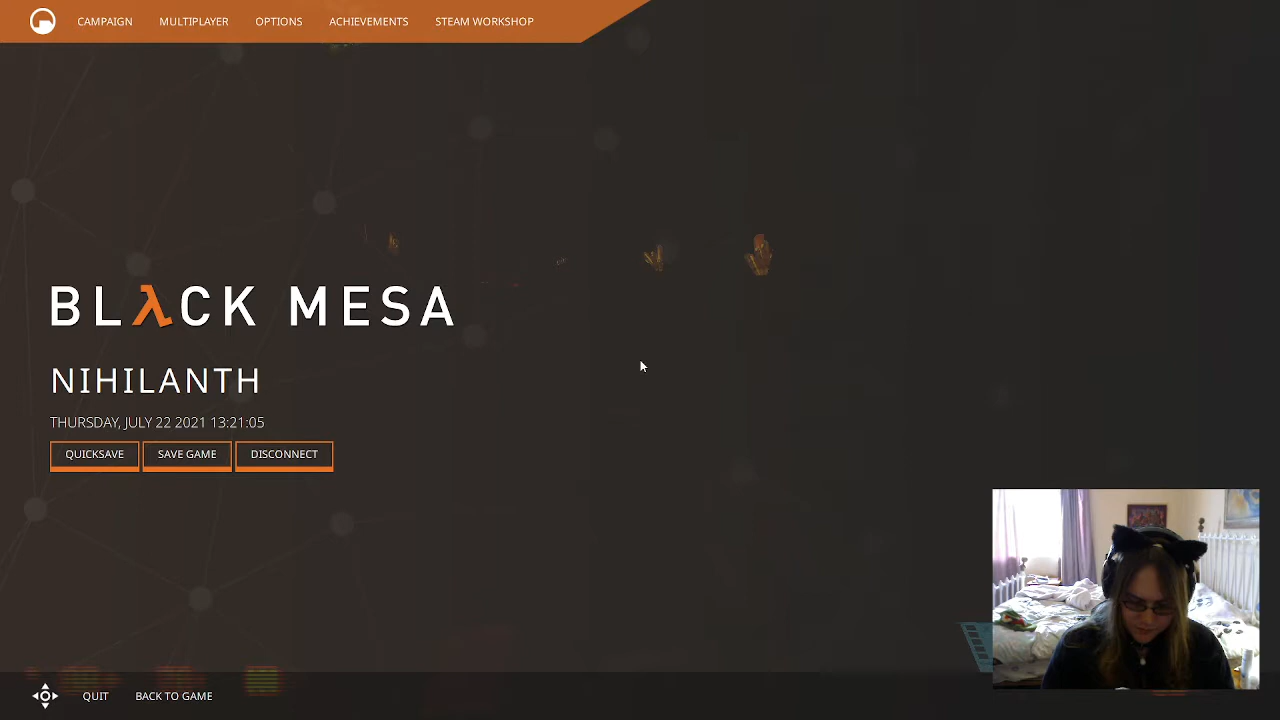 CAMPAIGN MULTIPLAYER OPTIONS ACHIEVEMENTS STEAM WORKSHOP
BLλCK MESA
NIHILANTH
THURSDAY, JULY 22 2021 13:21:05
QUICKSAVE SAVE GAME DISCONNECT
QUIT BACK TO GAME